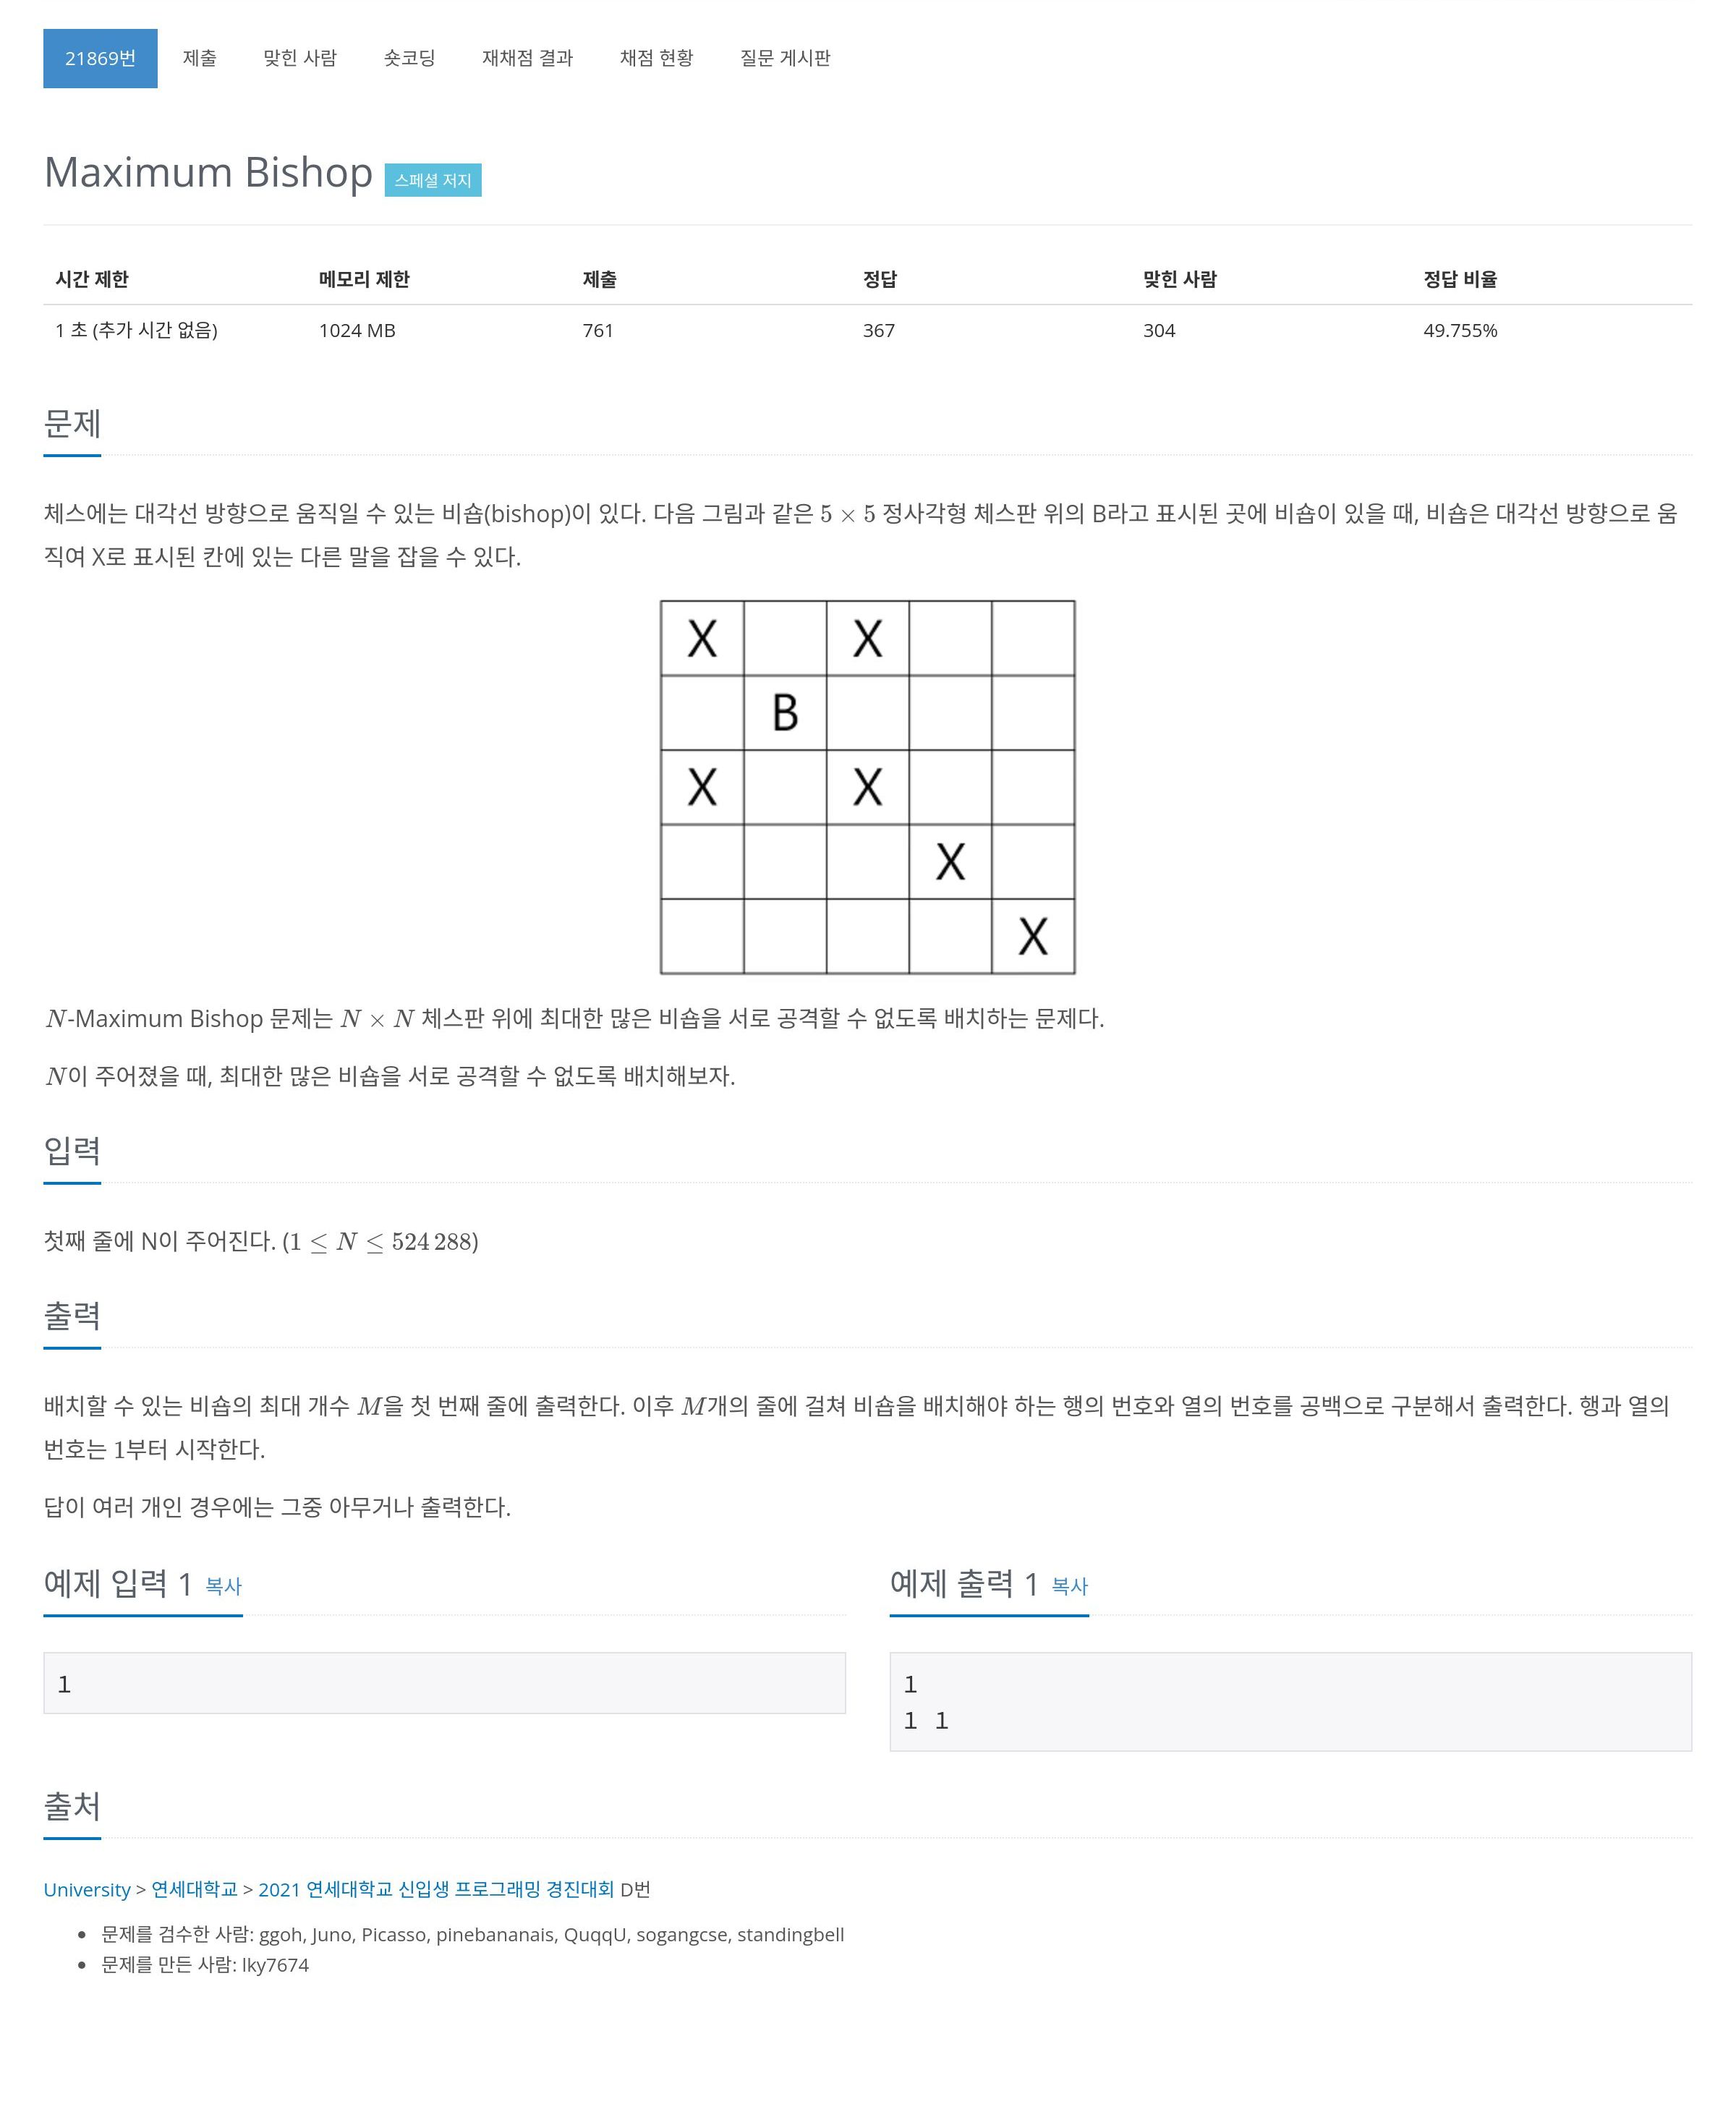 21869번 제출 맞힌 사람 숏코딩 재채점 결과 채점 현황 질문 게시판
Maximum Bishop 스페셜 저지
시간 제한 메모리 제한 제출 정답 맞힌 사람 정답 비율
1 초 (추가 시간 없음) 1024 MB 761 367 304 49.755%
문제
체스에는 대각선 방향으로 움직일 수 있는 비숍(bishop)이 있다. 다음 그림과 같은 5 × 5 정사각형 체스판 위의 B라고 표시된 곳에 비숍이 있을 때, 비숍은 대각선 방향으로 움
직여 X로 표시된 칸에 있는 다른 말을 잡을 수 있다.
X X
B
X X
X
X
N-Maximum Bishop 문제는 N × N 체스판 위에 최대한 많은 비숍을 서로 공격할 수 없도록 배치하는 문제다.
N이 주어졌을 때, 최대한 많은 비숍을 서로 공격할 수 없도록 배치해보자.
입력
첫째 줄에 N이 주어진다. (1 ≤ N ≤ 524 288)
출력
배치할 수 있는 비숍의 최대 개수 M을 첫 번째 줄에 출력한다. 이후 M개의 줄에 걸쳐 비숍을 배치해야 하는 행의 번호와 열의 번호를 공백으로 구분해서 출력한다. 행과 열의
번호는 1부터 시작한다.
답이 여러 개인 경우에는 그중 아무거나 출력한다.
예제 입력 1 복사
1
예제 출력 1 복사
1
1 1
출처
University > 연세대학교 > 2021 연세대학교 신입생 프로그래밍 경진대회 D번
• 문제를 검수한 사람: ggoh, Juno, Picasso, pinebananais, QuqqU, sogangcse, standingbell
• 문제를 만든 사람: lky7674